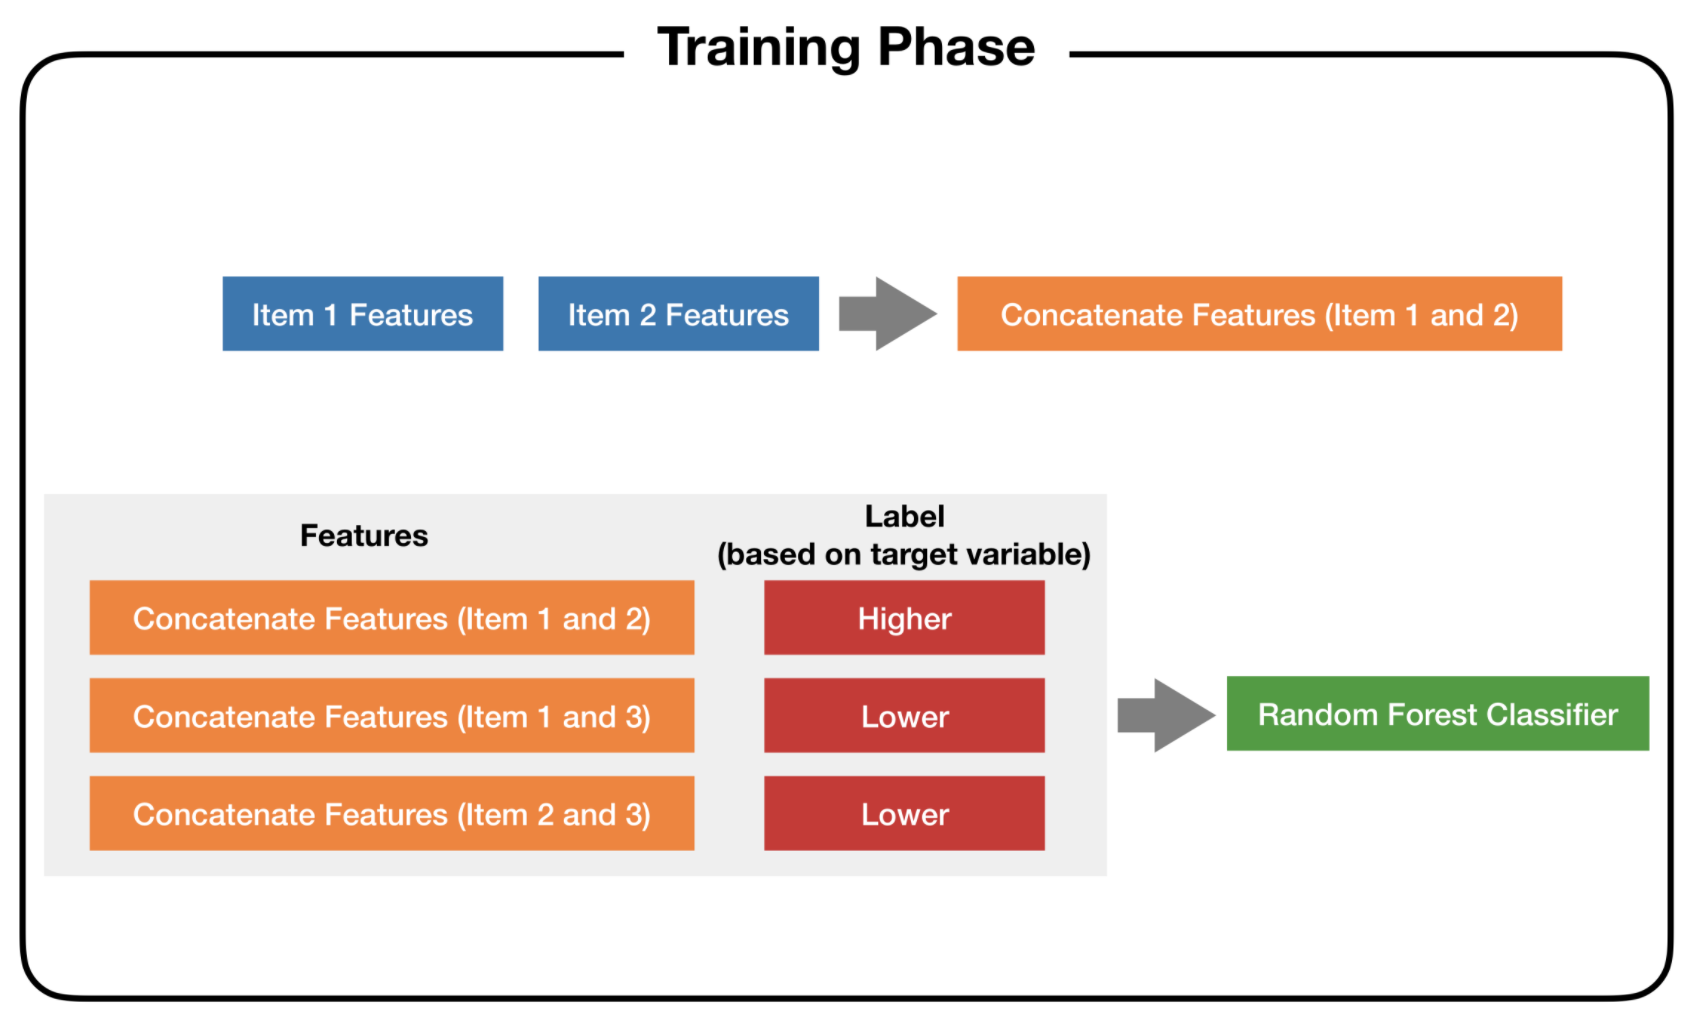 Training Phase
Item 1 Features
Item 2 Features
Concatenate Features (Item 1 and 2)
Features
Label
(based on target variable)
Concatenate Features (Item 1 and 2)
Higher
Concatenate Features (Item 1 and 3)
Lower
Concatenate Features (Item 2 and 3)
Lower
Random Forest Classifier